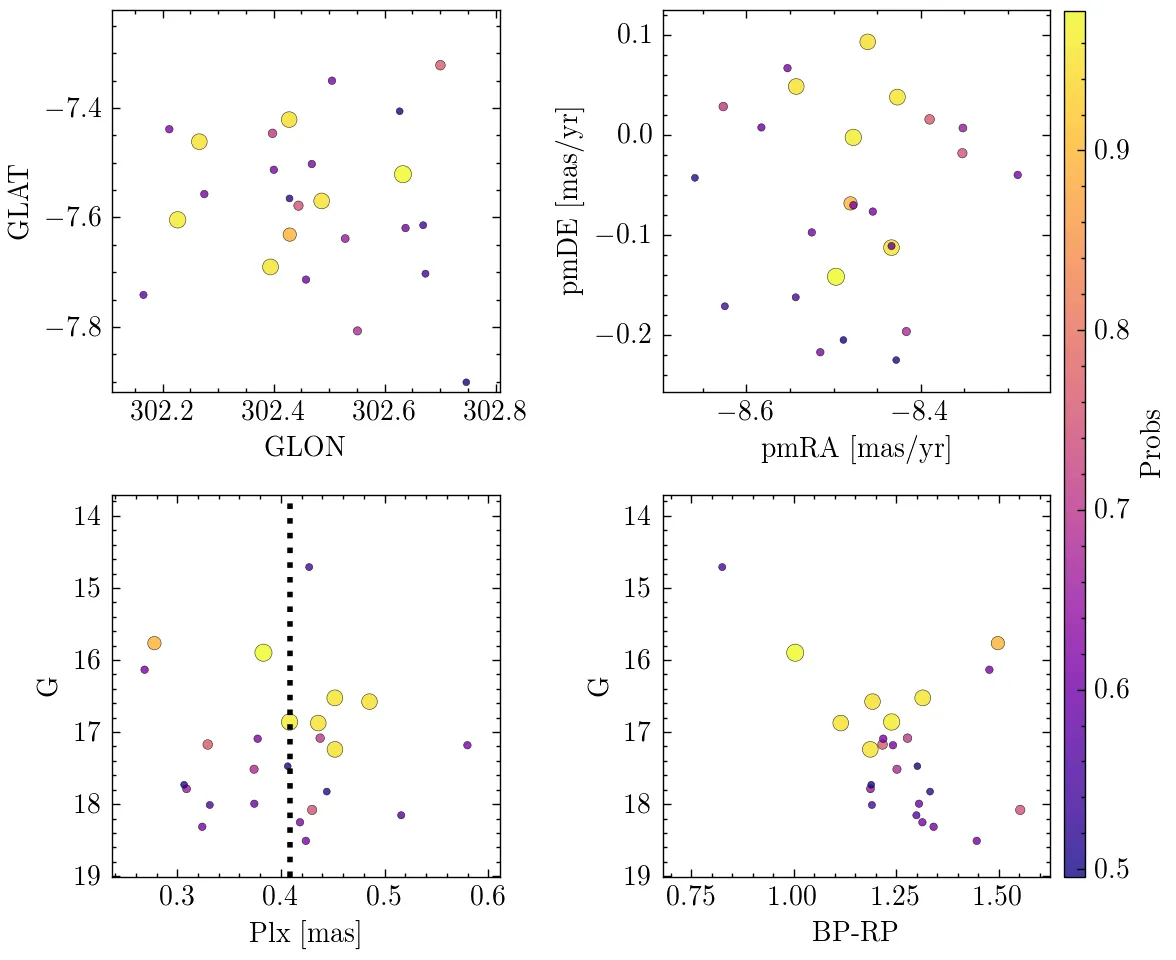 −7.4
−7.6
−7.8
GLAT
302.2 302.4 302.6 302.8
GLON
0.1
0.0
−0.1
−0.2
pmDE [mas/yr]
−8.6 −8.4
pmRA [mas/yr]
14
15
16
17
18
19
G
0.3 0.4 0.5 0.6
Plx [mas]
14
15
16
17
18
19
G
0.75 1.00 1.25 1.50
BP-RP
0.9
0.8
0.7
0.6
0.5
Probs